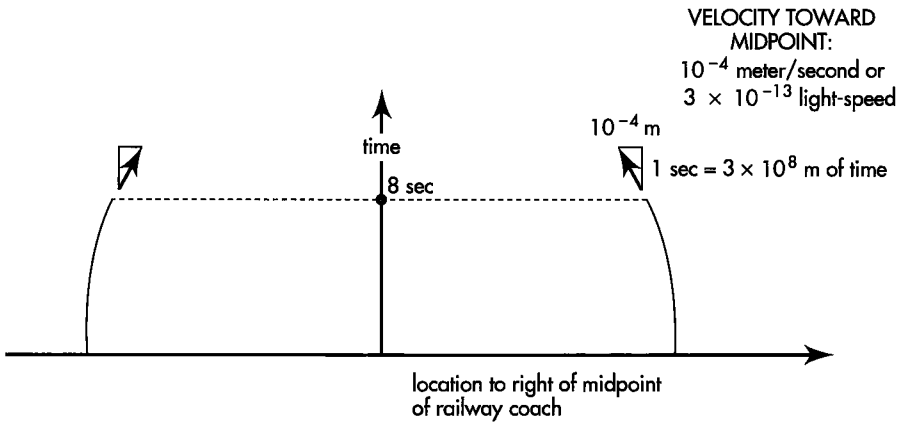 VELOCITY TOWARD
MIDPOINT:
10⁻⁴ meter/second or
3 × 10⁻¹³ light-speed
10⁻⁴ m
time
1 sec = 3 × 10⁸ m of time
8 sec
location to right of midpoint
of railway coach